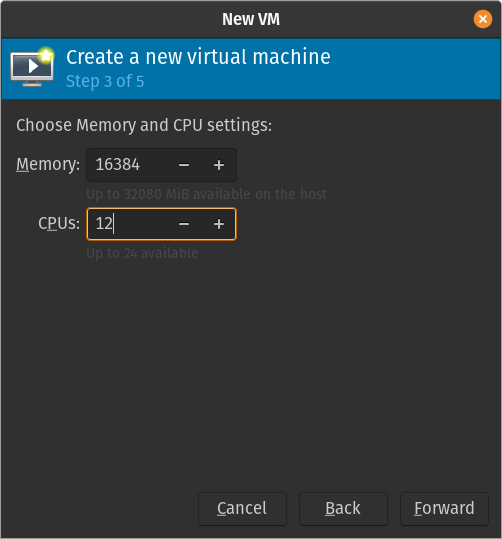 New VM
Create a new virtual machine
Step 3 of 5
Choose Memory and CPU settings:
Memory: 16384 − +
Up to 32080 MiB available on the host
CPUs: 12 − +
Up to 24 available
Cancel Back Forward